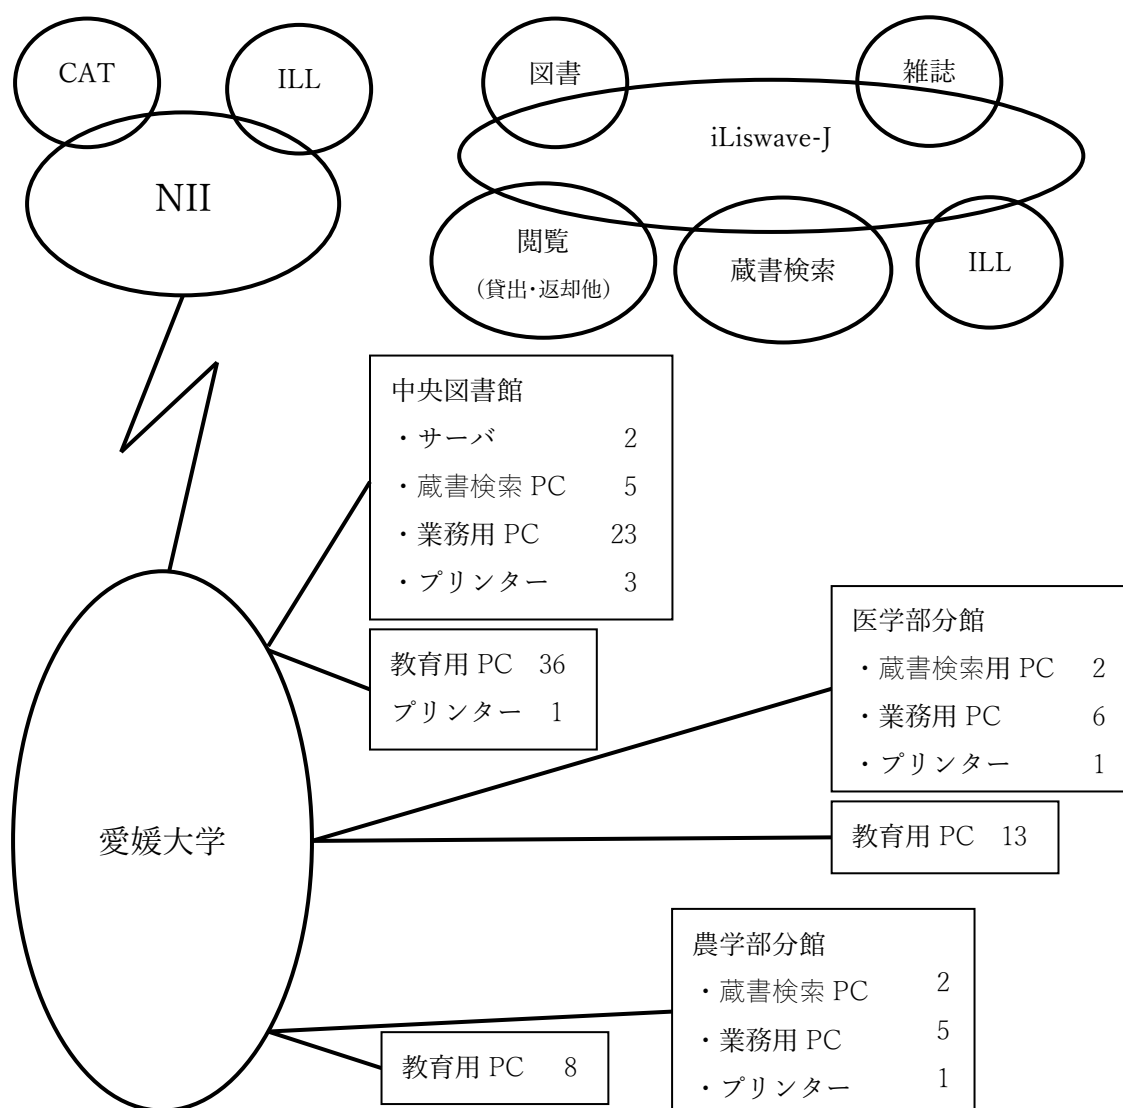 CAT
ILL
NII
図書
雑誌
iLiswave-J
閲覧
(貸出・返却他)
蔵書検索
ILL
中央図書館
・サーバ 2
・蔵書検索 PC 5
・業務用 PC 23
・プリンター 3
教育用 PC 36
プリンター 1
医学部分館
・蔵書検索用 PC 2
・業務用 PC 6
・プリンター 1
教育用 PC 13
愛媛大学
農学部分館
・蔵書検索 PC 2
・業務用 PC 5
・プリンター 1
教育用 PC 8